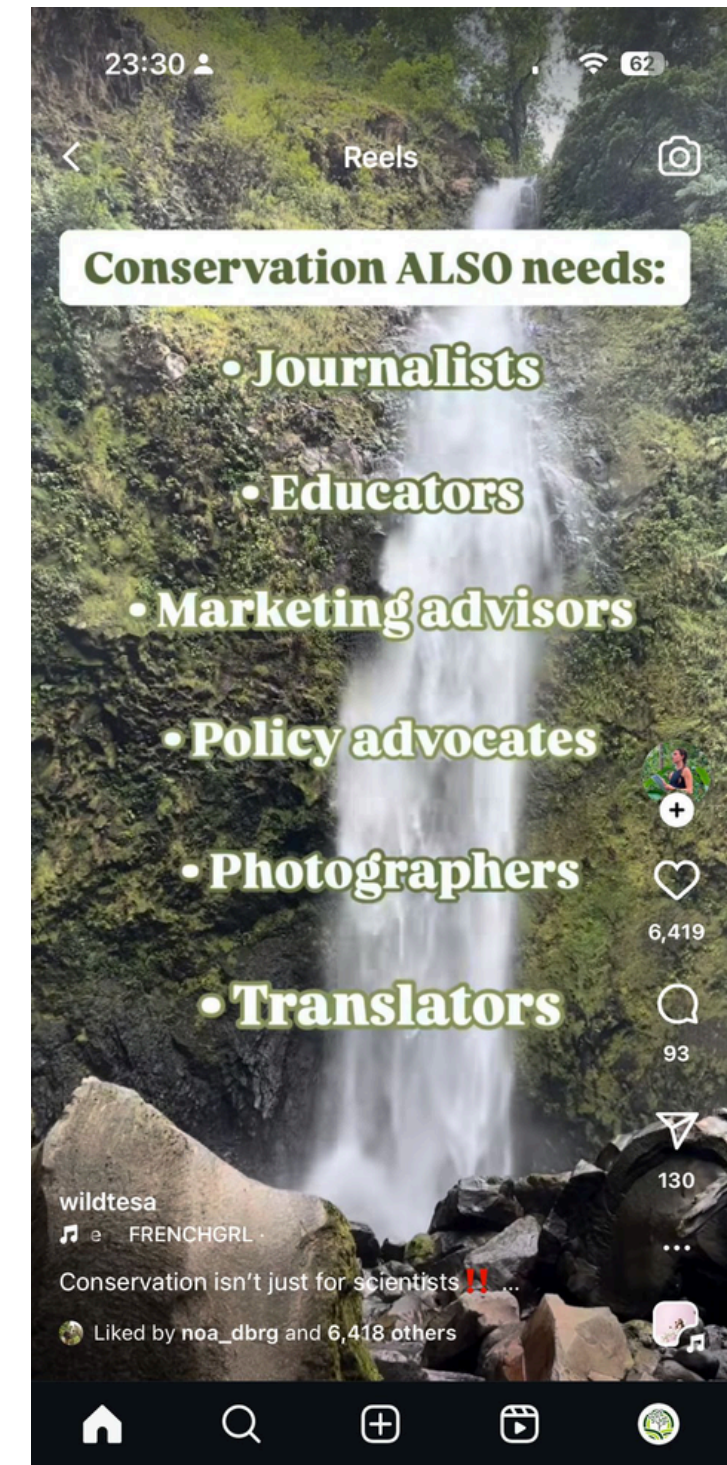 23:30
62
Reels
Conservation ALSO needs:
• Journalists
• Educators
• Marketing advisors
• Policy advocates
• Photographers
• Translators
6,419
93
130
wildtesa
e FRENCHGRL ·
Conservation isn't just for scientists‼️ ...
Liked by noa_dbrg and 6,418 others